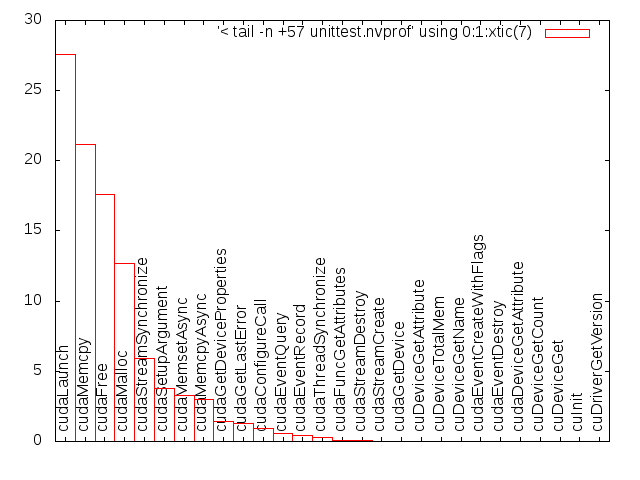 '< tail -n +57 unittest.nvprof' using 0:1:xtic(7)
30
25
20
15
10
5
0
cudaLaunch
cudaMemcpy
cudaFree
cudaMalloc
cudaStreamSynchronize
cudaSetupArgument
cudaMemsetAsync
cudaMemcpyAsync
cudaGetDeviceProperties
cudaGetLastError
cudaConfigureCall
cudaEventQuery
cudaEventRecord
cudaThreadSynchronize
cudaFuncGetAttributes
cudaStreamDestroy
cudaStreamCreate
cudaGetDevice
cuDeviceGetAttribute
cuDeviceTotalMem
cuDeviceGetName
cudaEventCreateWithFlags
cudaEventDestroy
cudaDeviceGetAttribute
cuDeviceGetCount
cuDeviceGet
cuInit
cuDriverGetVersion